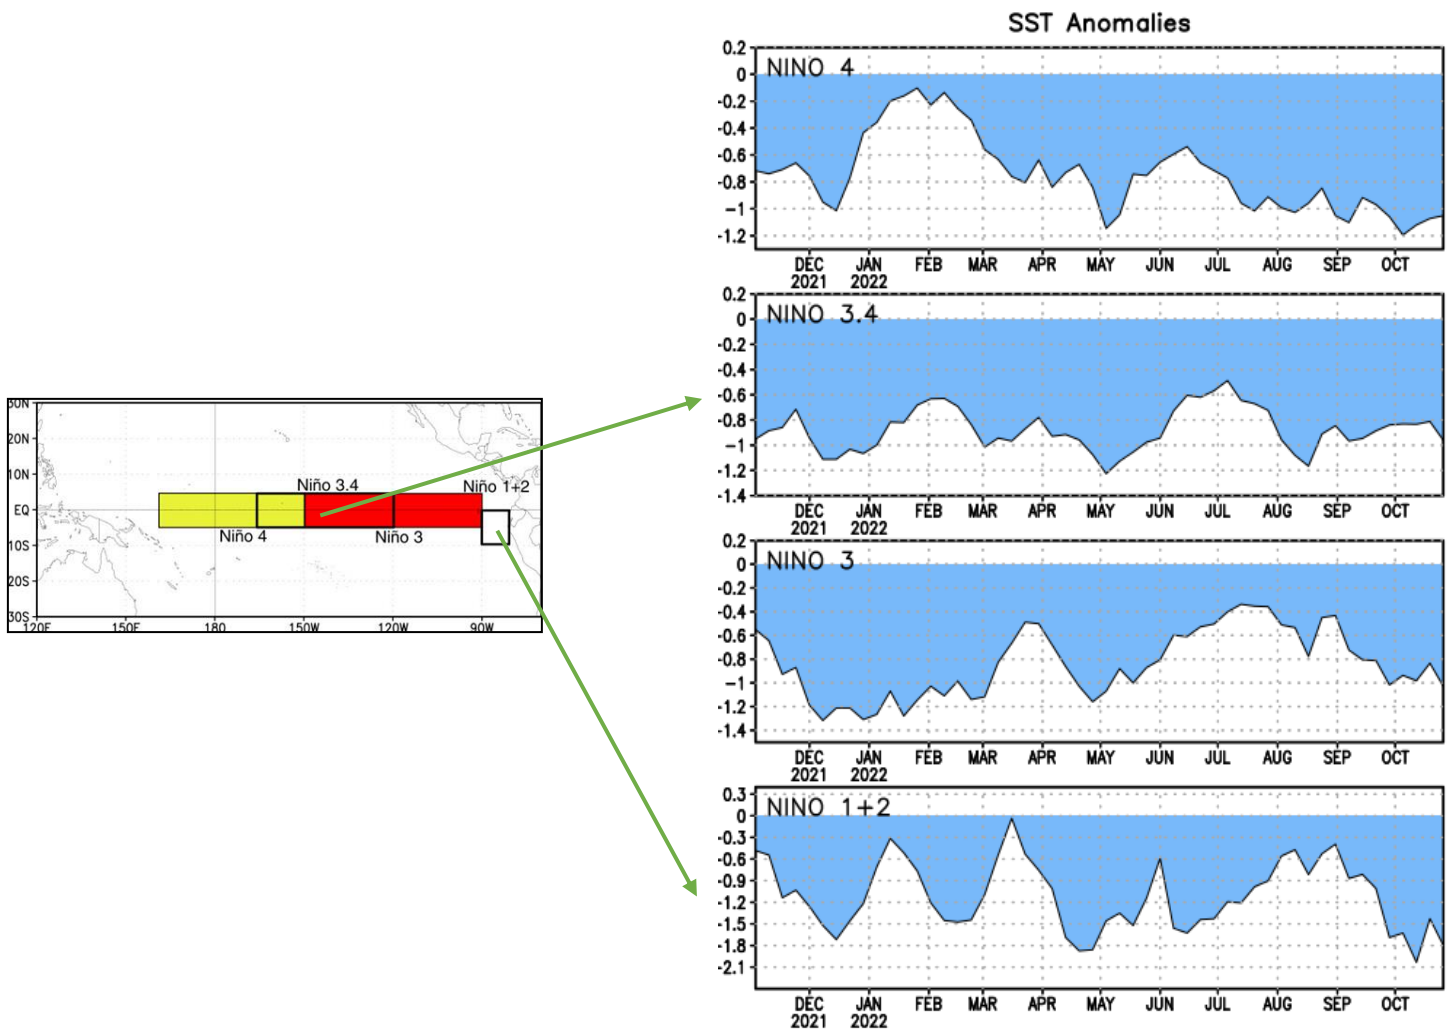 SST Anomalies
0.2
NINO 4
0
-0.2
-0.4
-0.6
-0.8
-1
-1.2
DEC JAN FEB MAR APR MAY JUN JUL AUG SEP OCT
2021 2022
0.2
NINO 3.4
0
-0.2
-0.4
-0.6
-0.8
-1
-1.2
-1.4
DEC JAN FEB MAR APR MAY JUN JUL AUG SEP OCT
2021 2022
0.2
NINO 3
0
-0.2
-0.4
-0.6
-0.8
-1
-1.2
-1.4
DEC JAN FEB MAR APR MAY JUN JUL AUG SEP OCT
2021 2022
0.3
NINO 1+2
0
-0.3
-0.6
-0.9
-1.2
-1.5
-1.8
-2.1
DEC JAN FEB MAR APR MAY JUN JUL AUG SEP OCT
2021 2022
30N
20N
10N
Niño 3.4 Niño 1+2
EQ
Niño 4 Niño 3
10S
20S
30S
120E 150E 180 150W 120W 90W